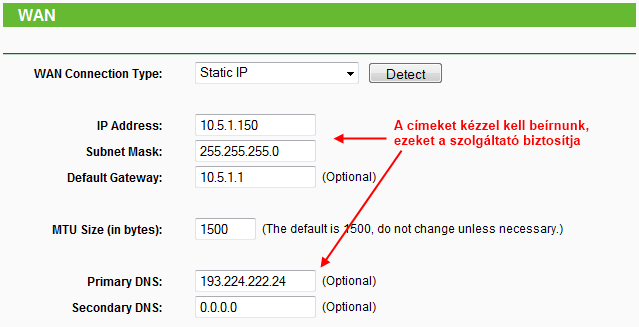 WAN
WAN Connection Type: Static IP Detect
IP Address: 10.5.1.150
A címeket kézzel kell beírnunk,
ezeket a szolgáltató biztosítja
Subnet Mask: 255.255.255.0
Default Gateway: 10.5.1.1 (Optional)
MTU Size (in bytes): 1500 (The default is 1500, do not change unless necessary.)
Primary DNS: 193.224.222.24 (Optional)
Secondary DNS: 0.0.0.0 (Optional)